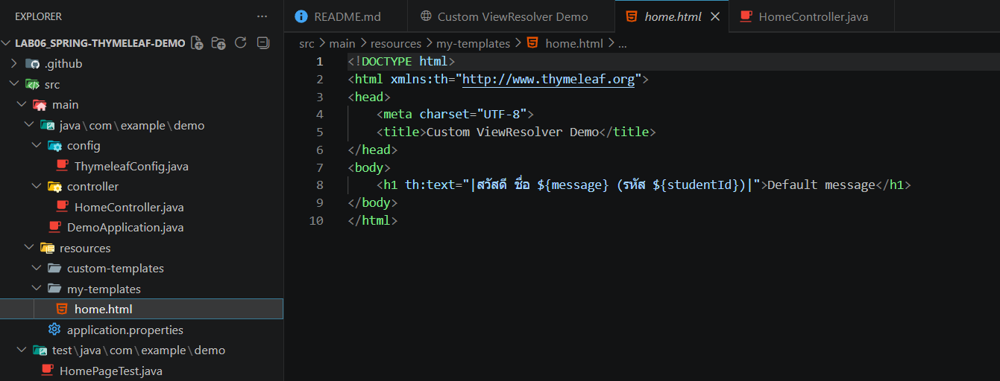 EXPLORER
LAB06_SPRING-THYMELEAF-DEMO
.github
src
main
java\com\example\demo
config
ThymeleafConfig.java
controller
HomeController.java
DemoApplication.java
resources
custom-templates
my-templates
home.html
application.properties
test\java\com\example\demo
HomePageTest.java
README.md Custom ViewResolver Demo home.html HomeController.java
src > main > resources > my-templates > home.html > ...
1 <!DOCTYPE html>
2 <html xmlns:th="http://www.thymeleaf.org">
3 <head>
4 <meta charset="UTF-8">
5 <title>Custom ViewResolver Demo</title>
6 </head>
7 <body>
8 <h1 th:text="|สวัสดี ชื่อ ${message} (รหัส ${studentId})|">Default message</h1>
9 </body>
10 </html>